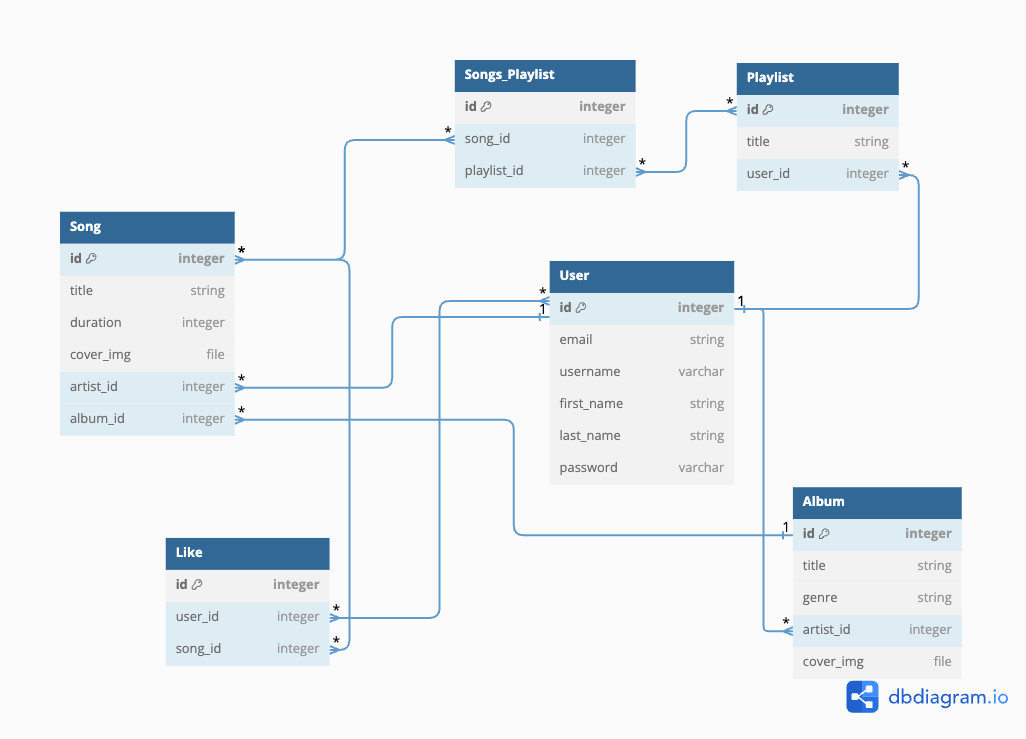 Songs_Playlist
id integer
song_id integer
playlist_id integer
Playlist
id integer
title string
user_id integer
Song
id integer
title string
duration integer
cover_img file
artist_id integer
album_id integer
User
id integer
email string
username varchar
first_name string
last_name string
password varchar
Like
id integer
user_id integer
song_id integer
Album
id integer
title string
genre string
artist_id integer
cover_img file
* * * * * * * * 1 1 * * 1 *
dbdiagram.io